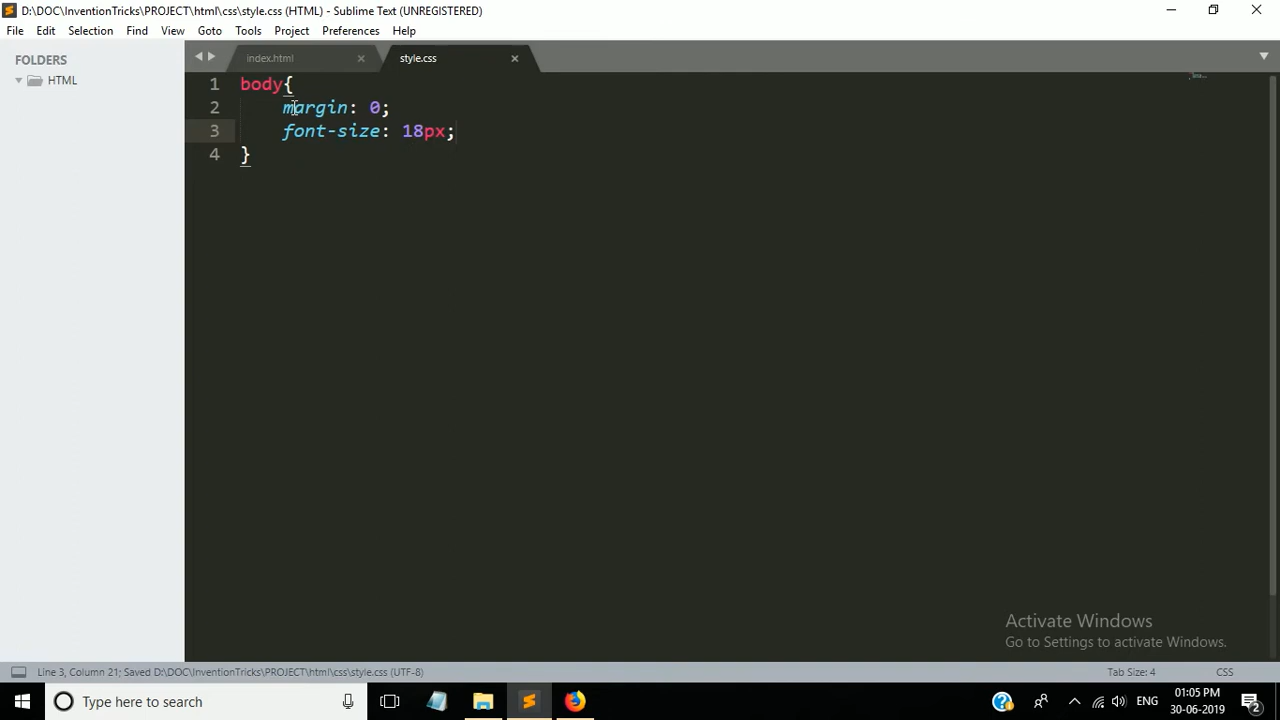 D:\DOC\InventionTricks\PROJECT\html\css\style.css (HTML) - Sublime Text (UNREGISTERED)
File Edit Selection Find View Goto Tools Project Preferences Help
FOLDERS
HTML
index.html × style.css ×
1 body{
2 margin: 0;
3 font-size: 18px;
4 }
Activate Windows
Go to Settings to activate Windows.
Line 3, Column 21; Saved D:\DOC\InventionTricks\PROJECT\html\css\style.css (UTF-8) Tab Size: 4 CSS
Type here to search
ENG
01:05 PM
30-06-2019
2